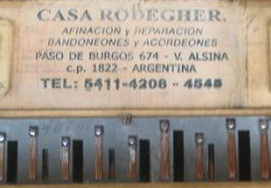 CASA RODEGHER.
AFINACION y REPARACION
BANDONEONES y ACORDEONES
PASO DE BURGOS 674 - V. ALSINA
c.p. 1822 - ARGENTINA
TEL: 5411-4208 - 4545